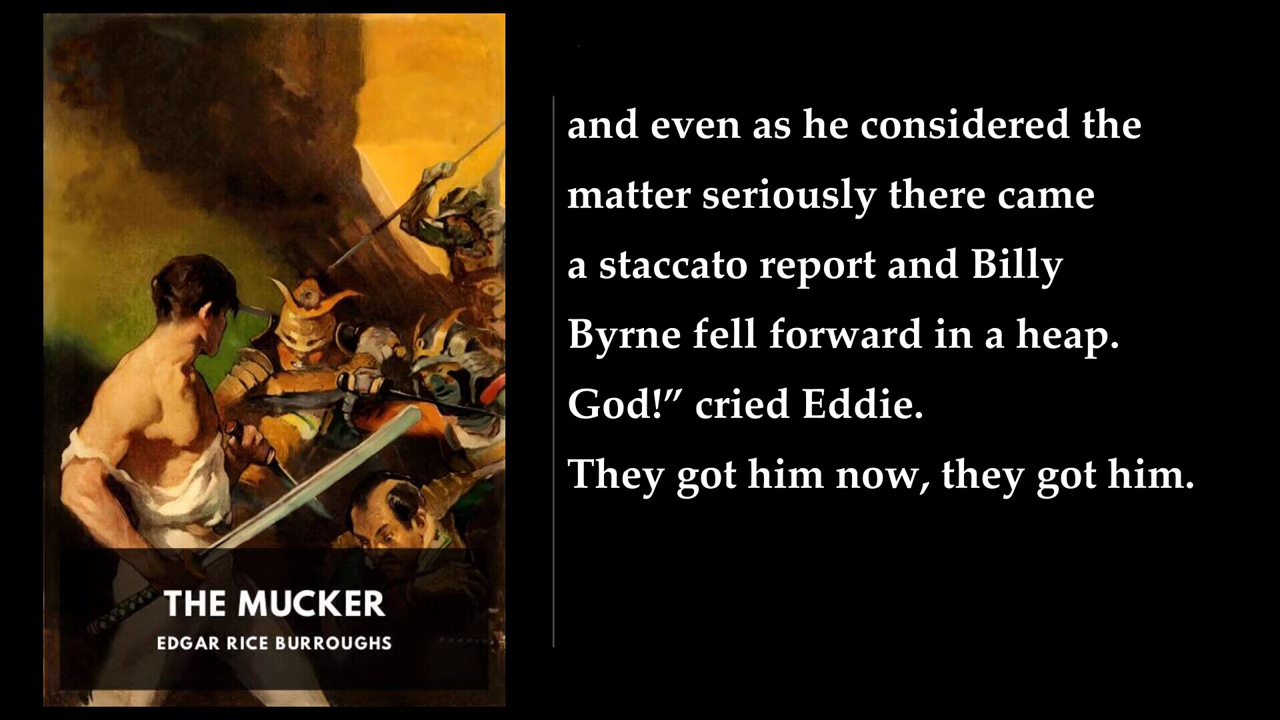 and even as he considered the
matter seriously there came
a staccato report and Billy
Byrne fell forward in a heap.
God!” cried Eddie.
They got him now, they got him.
THE MUCKER
EDGAR RICE BURROUGHS